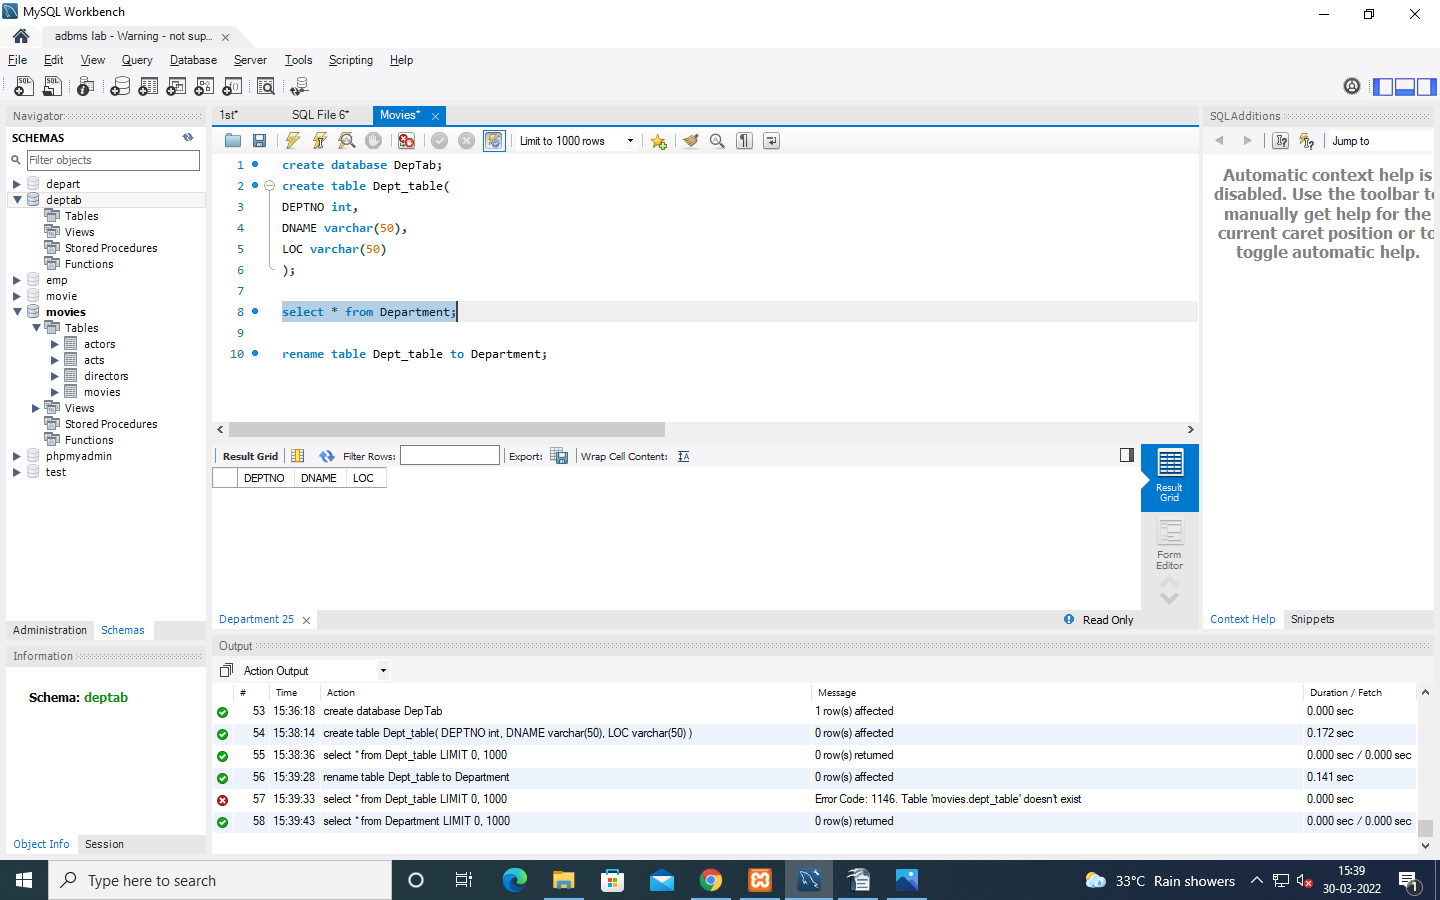 MySQL Workbench
adbms lab - Warning - not sup...
File Edit View Query Database Server Tools Scripting Help
Navigator
SCHEMAS
Filter objects
depart
deptab
Tables
Views
Stored Procedures
Functions
emp
movie
movies
Tables
actors
acts
directors
movies
Views
Stored Procedures
Functions
phpmyadmin
test
Administration Schemas
Information
Schema: deptab
Object Info Session
1st* SQL File 6* Movies*
Limit to 1000 rows
1 create database DepTab;
2 create table Dept_table(
3 DEPTNO int,
4 DNAME varchar(50),
5 LOC varchar(50)
6 );
7
8 select * from Department;
9
10 rename table Dept_table to Department;
Result Grid Filter Rows: Export: Wrap Cell Content:
DEPTNO DNAME LOC
Result
Grid
Form
Editor
Department 25 Read Only
SQLAdditions
Jump to
Automatic context help is
disabled. Use the toolbar to
manually get help for the
current caret position or to
toggle automatic help.
Context Help Snippets
Output
Action Output
# Time Action Message Duration / Fetch
53 15:36:18 create database DepTab 1 row(s) affected 0.000 sec
54 15:38:14 create table Dept_table( DEPTNO int, DNAME varchar(50), LOC varchar(50) ) 0 row(s) affected 0.172 sec
55 15:38:36 select * from Dept_table LIMIT 0, 1000 0 row(s) returned 0.000 sec / 0.000 sec
56 15:39:28 rename table Dept_table to Department 0 row(s) affected 0.141 sec
57 15:39:33 select * from Dept_table LIMIT 0, 1000 Error Code: 1146. Table 'movies.dept_table' doesn't exist 0.000 sec
58 15:39:43 select * from Department LIMIT 0, 1000 0 row(s) returned 0.000 sec / 0.000 sec
Type here to search
33°C Rain showers
15:39
30-03-2022
1